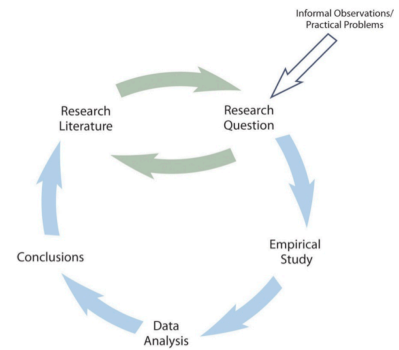 Informal Observations/
Practical Problems
Research
Literature
Research
Question
Empirical
Study
Conclusions
Data
Analysis